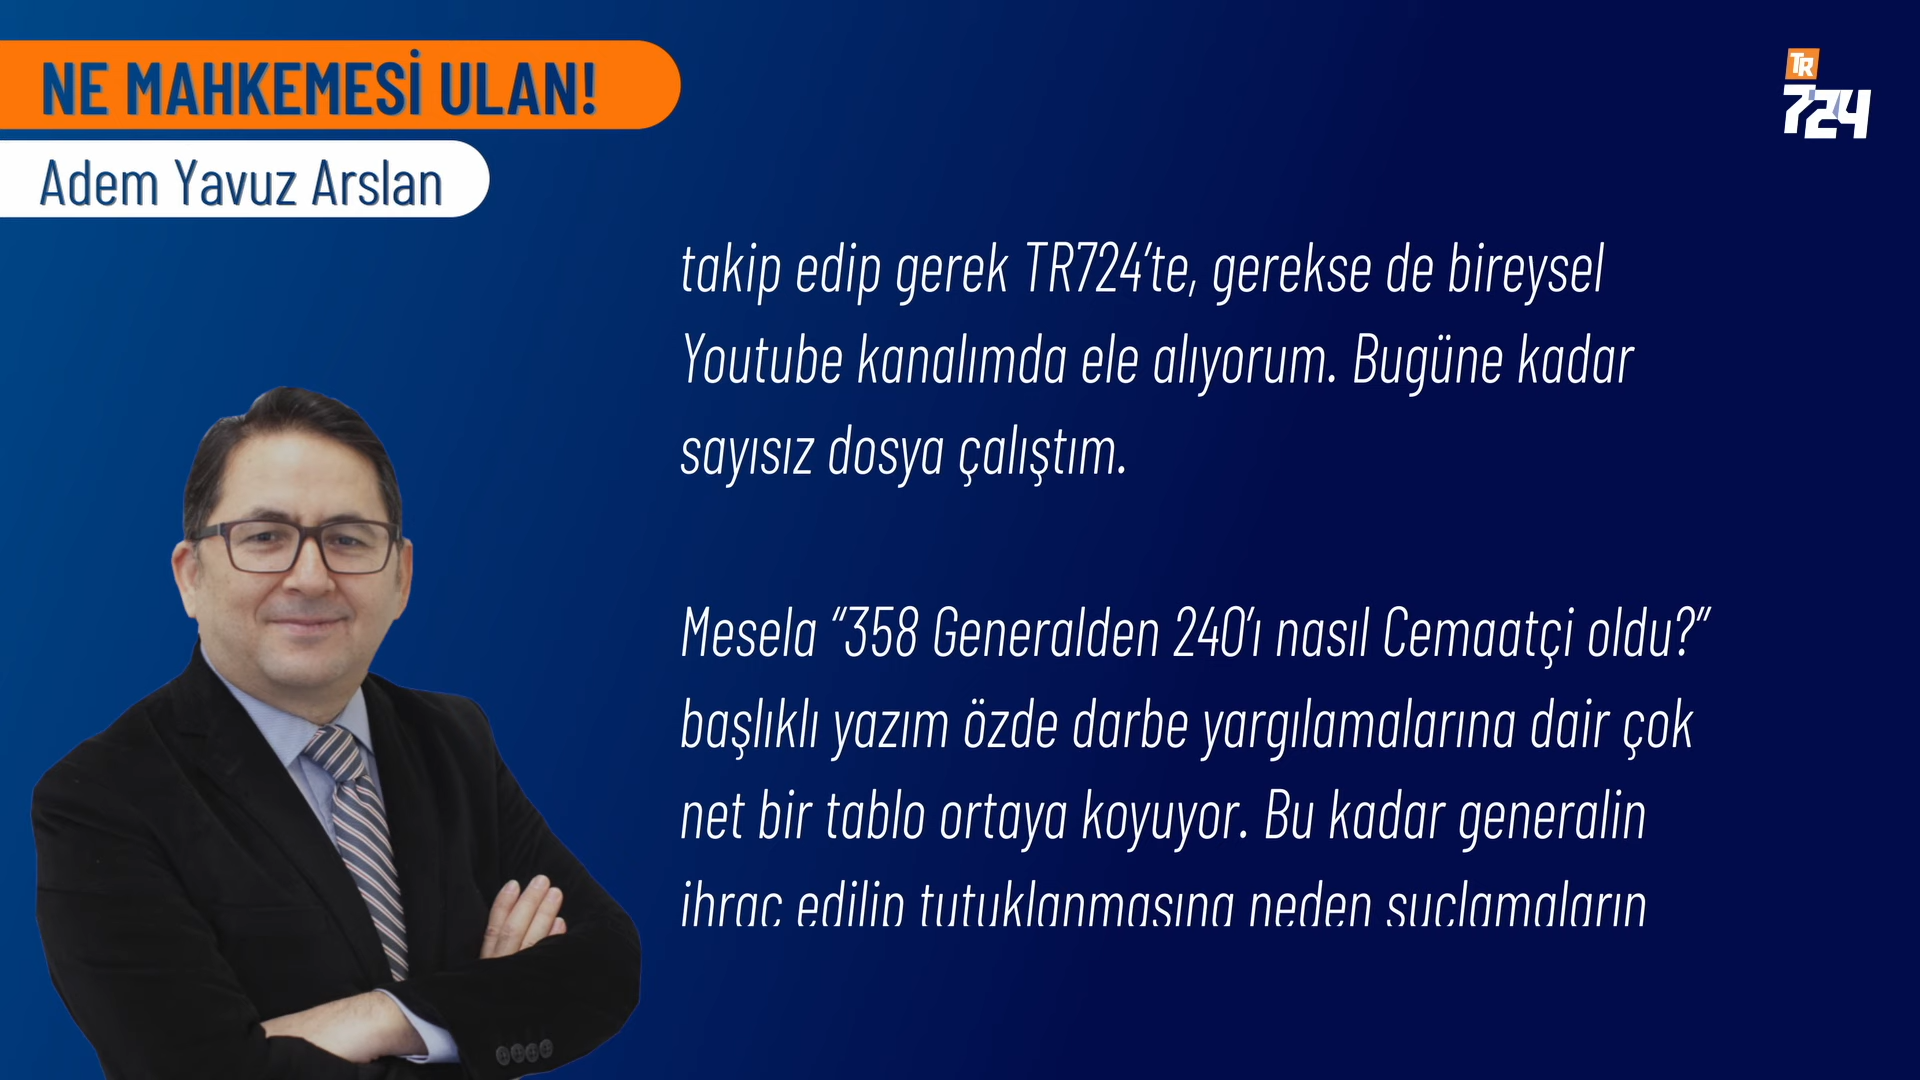 NE MAHKEMESİ ULAN!
Adem Yavuz Arslan
TR
724
takip edip gerek TR724'te, gerekse de bireysel
Youtube kanalımda ele alıyorum. Bugüne kadar
sayısız dosya çalıştım.
Mesela “358 Generalden 240'ı nasıl Cemaatçi oldu?”
başlıklı yazım özde darbe yargılamalarına dair çok
net bir tablo ortaya koyuyor. Bu kadar generalin
ihraç edilip tutuklanmasına neden suçlamaların